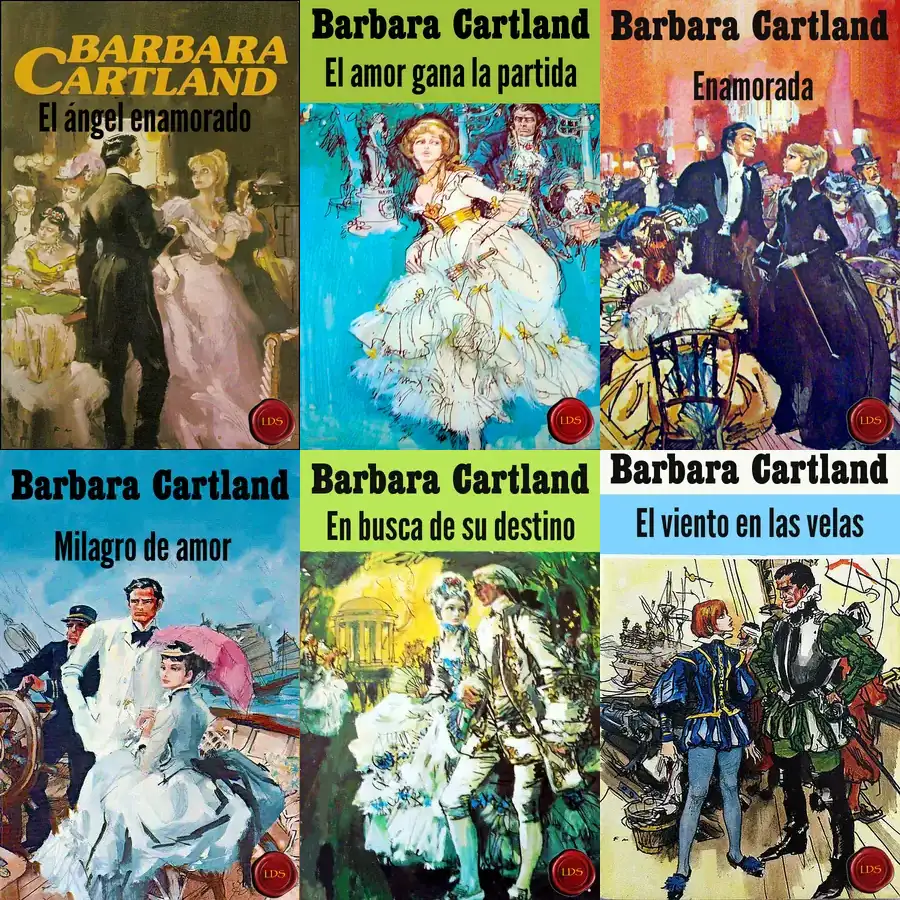 BARBARA
CARTLAND
El ángel enamorado
LDS
Barbara Cartland
El amor gana la partida
LDS
Barbara Cartland
Enamorada
LDS
Barbara Cartland
Milagro de amor
LDS
Barbara Cartland
En busca de su destino
LDS
Barbara Cartland
El viento en las velas
LDS